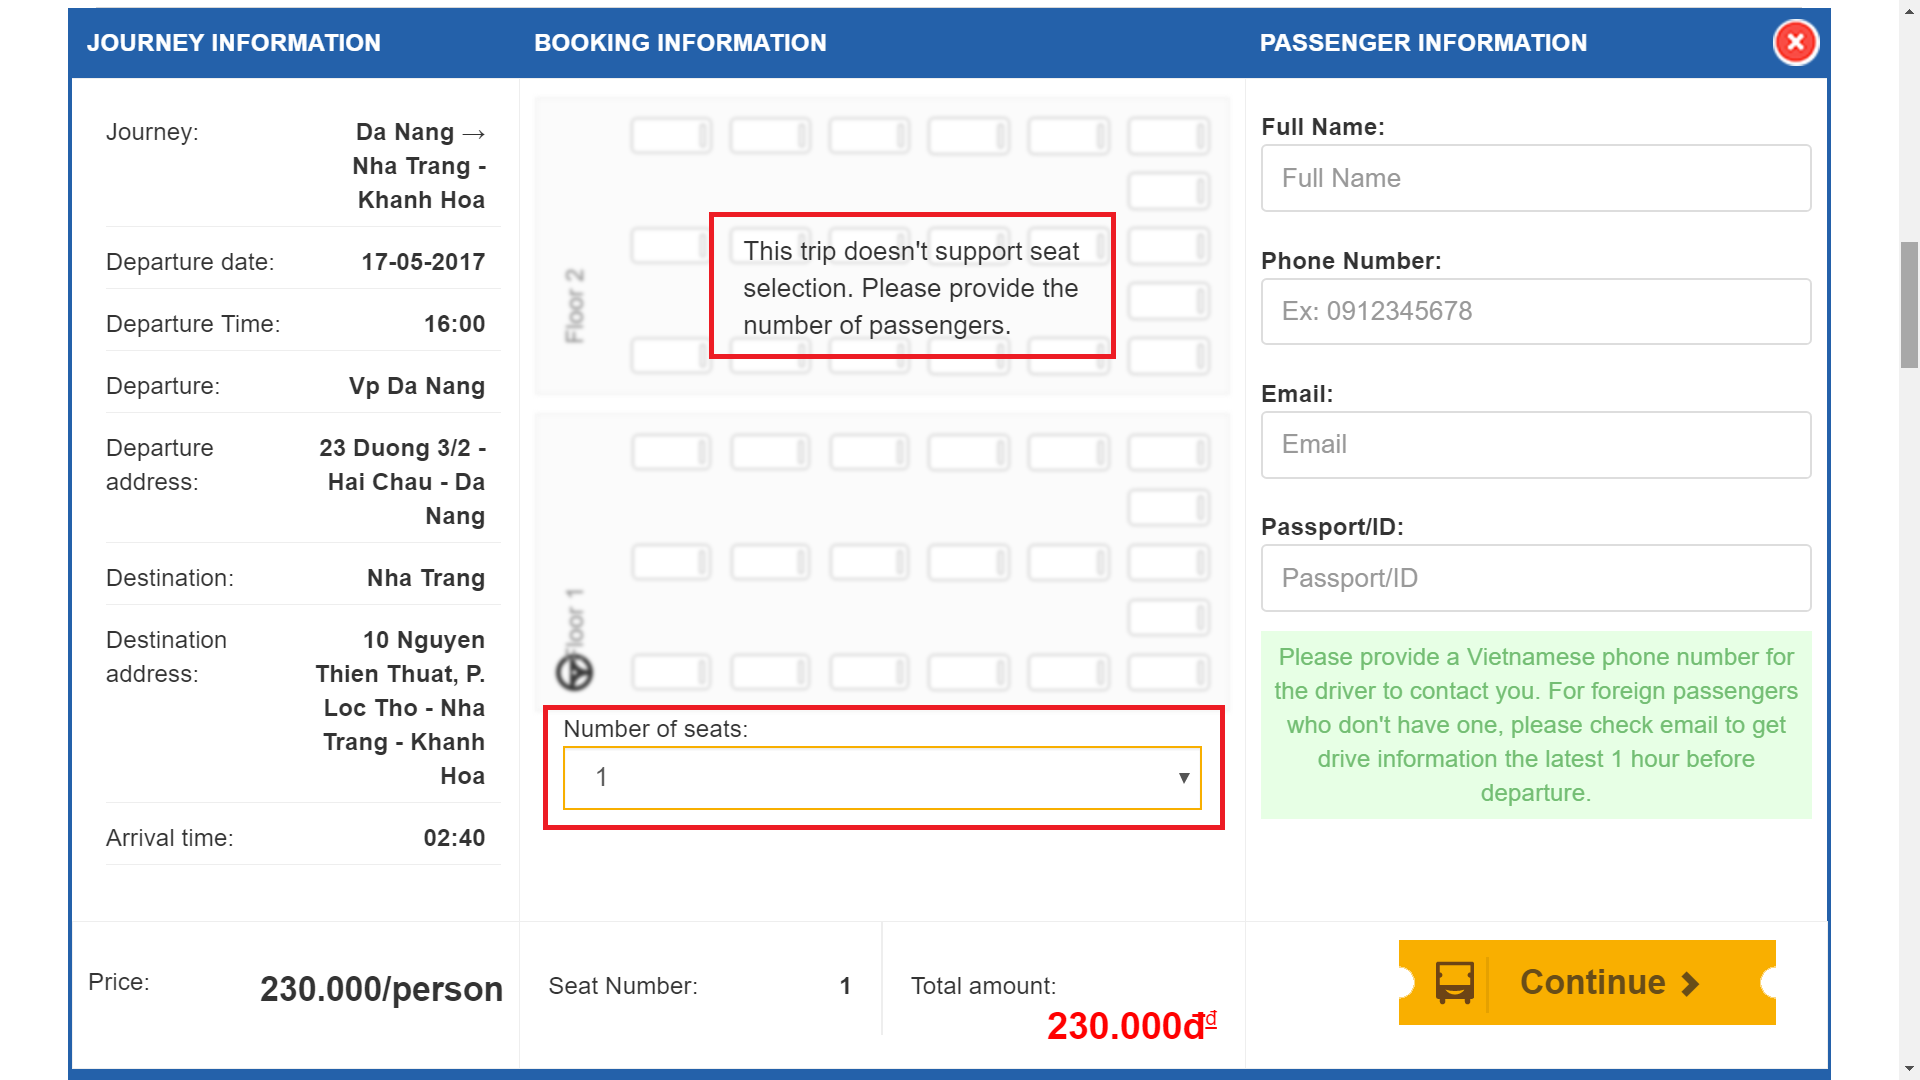 JOURNEY INFORMATION
BOOKING INFORMATION
PASSENGER INFORMATION
Journey:
Da Nang →
Nha Trang -
Khanh Hoa
Departure date:
17-05-2017
Departure Time:
16:00
Departure:
Vp Da Nang
Departure
address:
23 Duong 3/2 -
Hai Chau - Da
Nang
Destination:
Nha Trang
Destination
address:
10 Nguyen
Thien Thuat, P.
Loc Tho - Nha
Trang - Khanh
Hoa
Arrival time:
02:40
Price:
230.000/person
Floor 2
This trip doesn't support seat
selection. Please provide the
number of passengers.
Floor 1
Number of seats:
1
Seat Number:
1
Total amount:
230.000đđ
Full Name:
Full Name
Phone Number:
Ex: 0912345678
Email:
Email
Passport/ID:
Passport/ID
Please provide a Vietnamese phone number for
the driver to contact you. For foreign passengers
who don't have one, please check email to get
drive information the latest 1 hour before
departure.
Continue